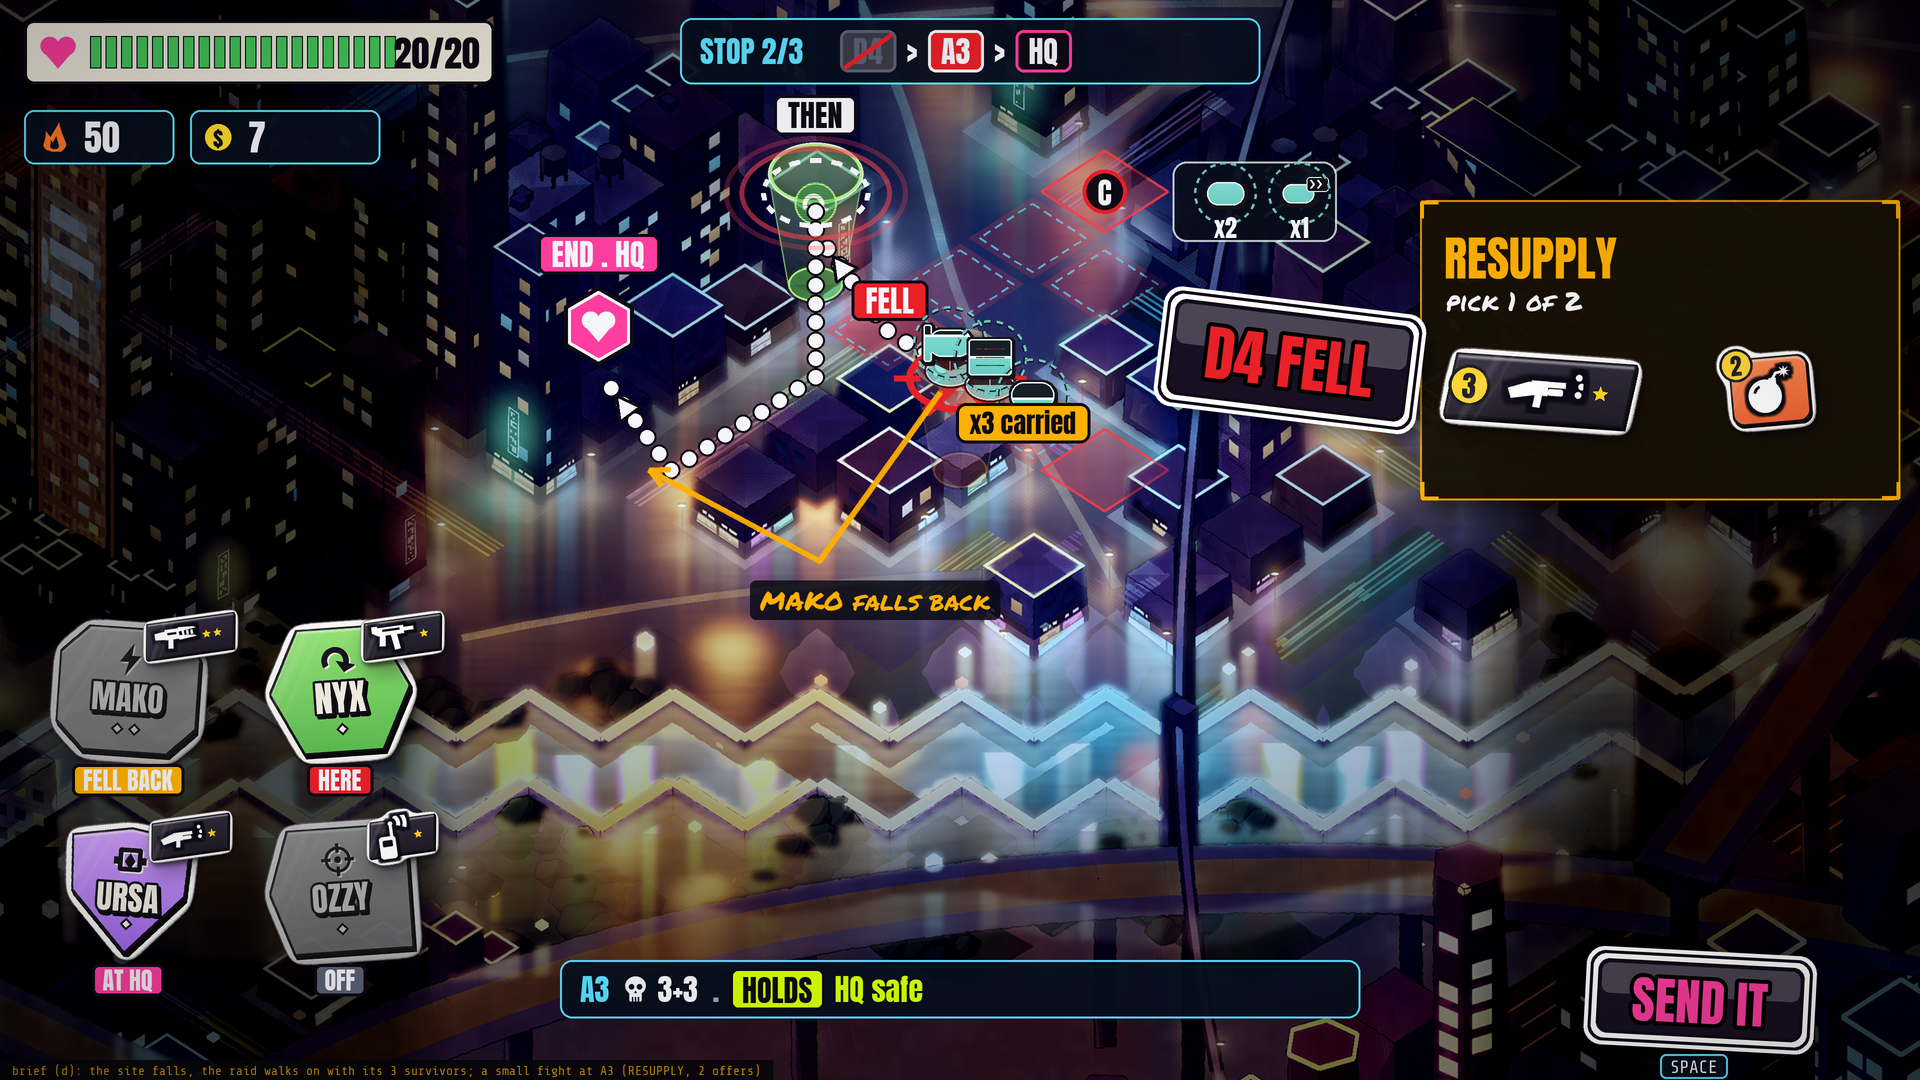 20/20
STOP 2/3 D4 > A3 > HQ
50
7
THEN
C
x2
x1
END . HQ
FELL
RESUPPLY
PICK 1 OF 2
D4 FELL
3
2
x3 carried
MAKO FALLS BACK
MAKO
NYX
FELL BACK
HERE
URSA
OZZY
AT HQ
OFF
A3 3+3 . HOLDS HQ safe
SEND IT
SPACE
brief (d): the site falls, the raid walks on with its 3 survivors; a small fight at A3 (RESUPPLY, 2 offers)